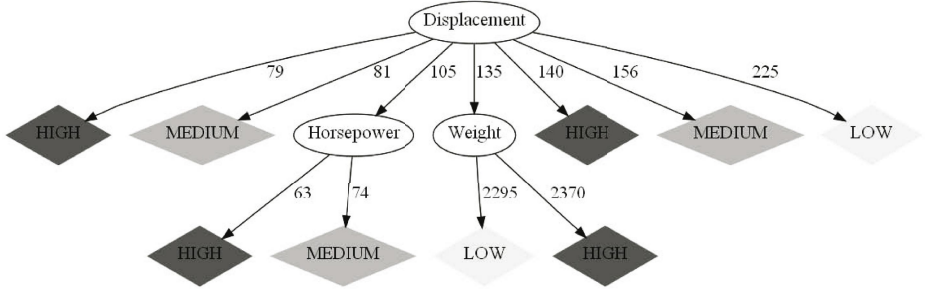 Displacement
79 81 105 135 140 156 225
HIGH MEDIUM Horsepower Weight HIGH MEDIUM LOW
63 74 2295 2370
HIGH MEDIUM LOW HIGH